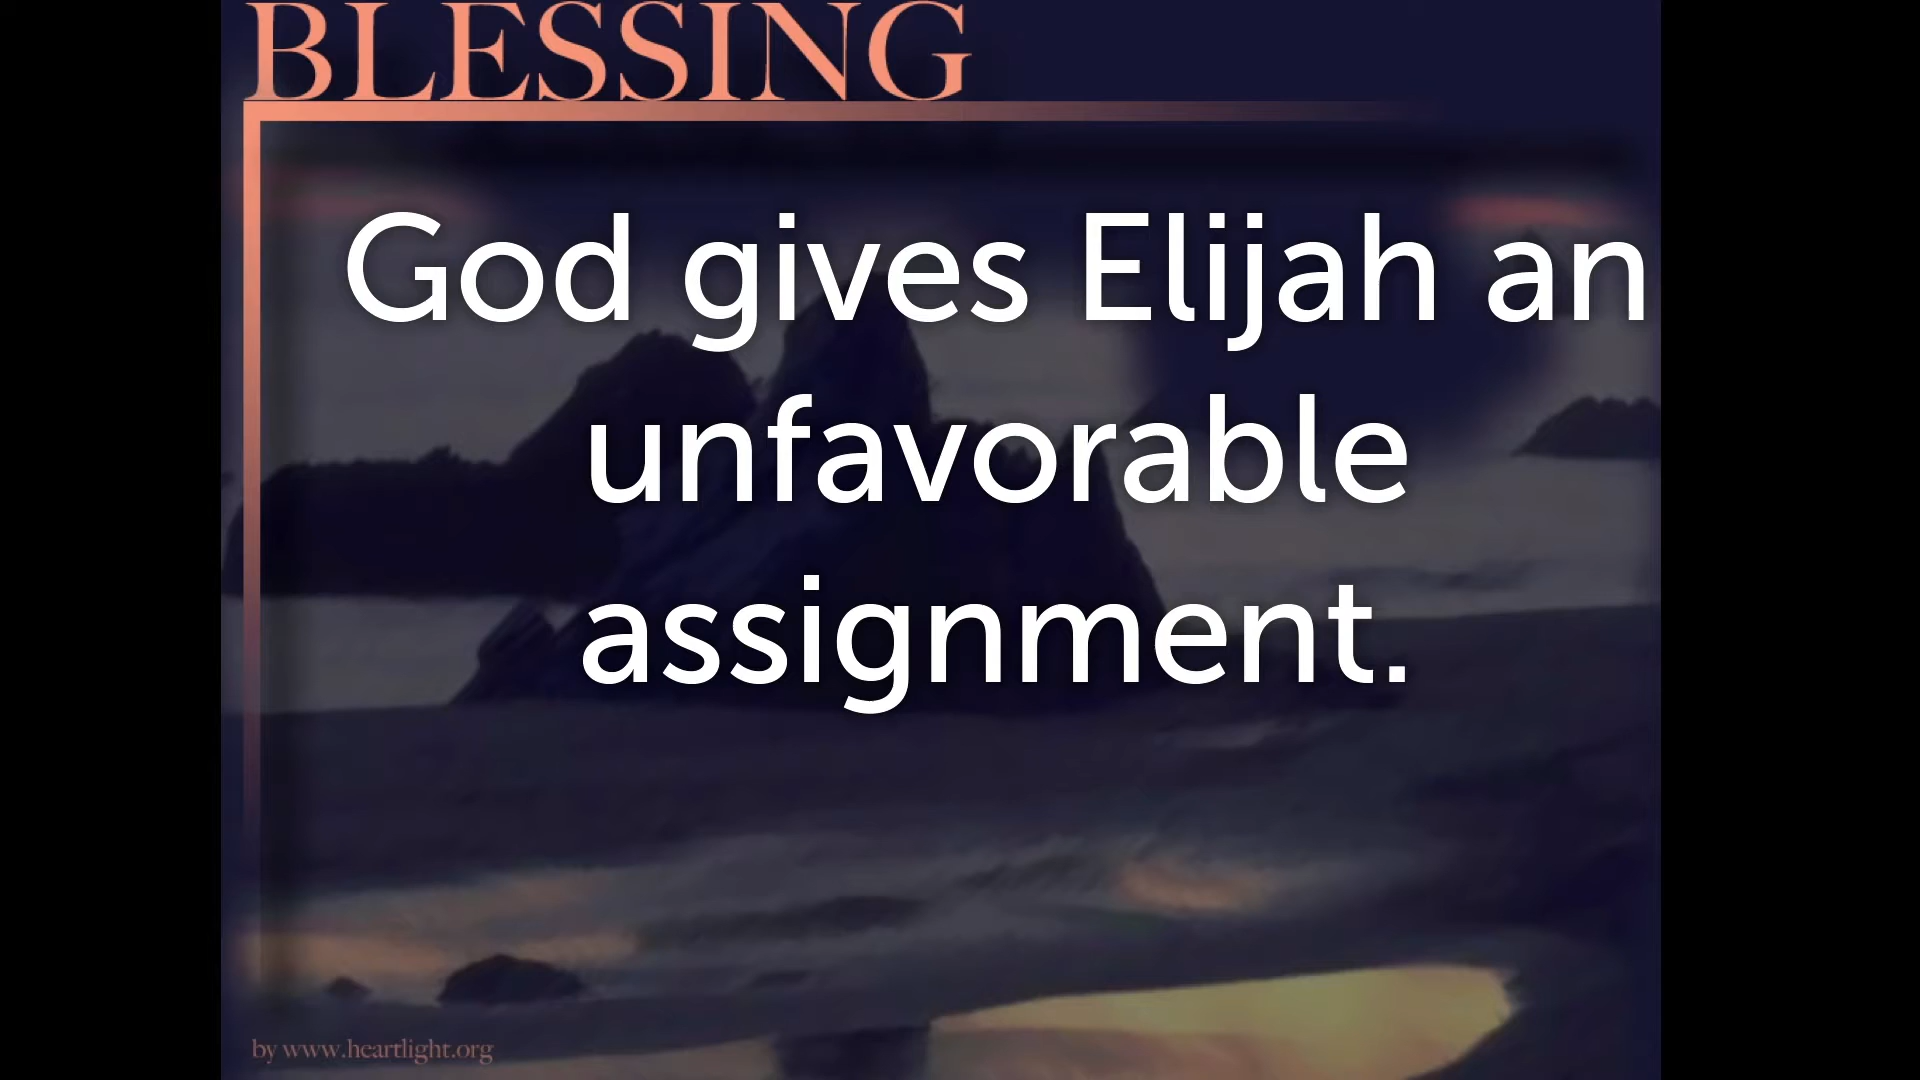 BLESSING
God gives Elijah an
unfavorable
assignment.
by www.heartlight.org